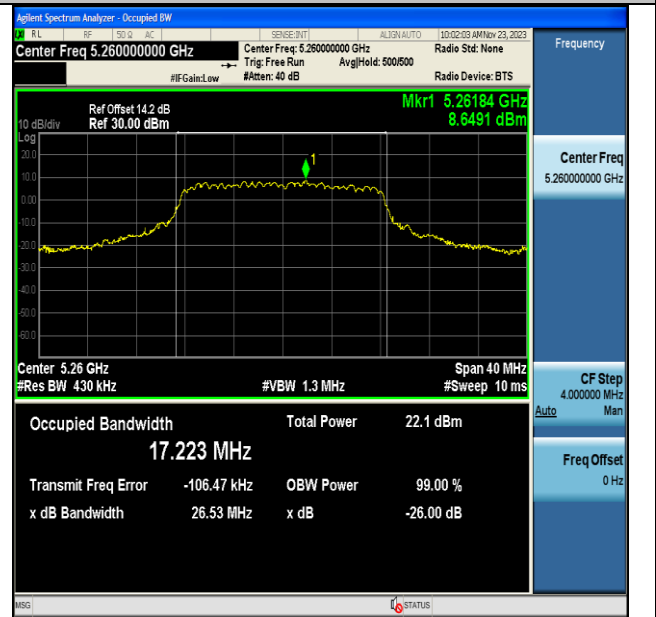 Agilent Spectrum Analyzer - Occupied BW
RL RF 50 Ω AC SENSE:INT ALIGN AUTO 10:02:03 AM Nov 23, 2023
Center Freq 5.260000000 GHz
Center Freq: 5.260000000 GHz
Radio Std: None
Trig: Free Run Avg|Hold: 500/500
#IFGain:Low #Atten: 40 dB Radio Device: BTS
Frequency
Ref Offset 14.2 dB
10 dB/div Ref 30.00 dBm
Mkr1 5.26184 GHz
8.6491 dBm
Log
20.0
10.0
0.00
-10.0
-20.0
-30.0
-40.0
-50.0
-60.0
1
Center 5.26 GHz Span 40 MHz
#Res BW 430 kHz #VBW 1.3 MHz #Sweep 10 ms
Center Freq
5.260000000 GHz
CF Step
4.000000 MHz
Auto Man
Freq Offset
0 Hz
Occupied Bandwidth Total Power 22.1 dBm
17.223 MHz
Transmit Freq Error -106.47 kHz OBW Power 99.00 %
x dB Bandwidth 26.53 MHz x dB -26.00 dB
MSG STATUS